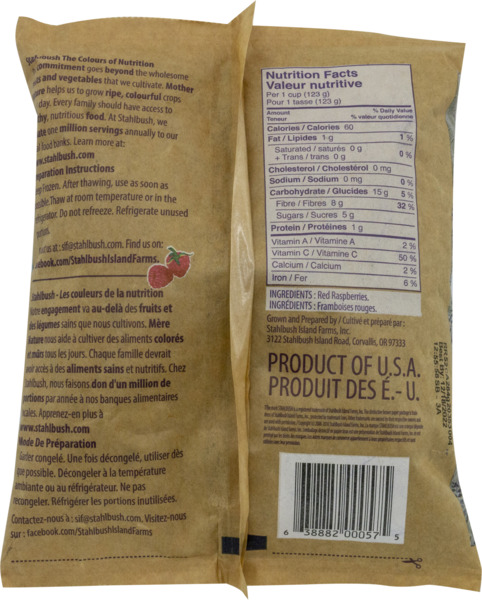 Stahlbush The Colours of Nutrition
commitment goes beyond the wholesome
and vegetables that we cultivate. Mother
helps us to grow ripe, colourful crops
day. Every family should have access to
nutritious food. At Stahlbush, we
one million servings annually to our
food banks. Learn more at:
www.stahlbush.com
Preparation Instructions
Frozen. After thawing, use as soon as
Thaw at room temperature or in the
Do not refreeze. Refrigerate unused
us at: sif@stahlbush.com. Find us on:
facebook.com/StahlbushIslandFarms.
Stahlbush - Les couleurs de la nutrition
Notre engagement va au-delà des fruits et
des légumes sains que nous cultivons. Mère
Nature nous aide à cultiver des aliments colorés
et mûrs tous les jours. Chaque famille devrait
accès à des aliments sains et nutritifs. Chez
Stahlbush, nous faisons don d'un million de
portions par année à nos banques alimentaires
locales. Apprenez-en plus à
www.stahlbush.com
Mode De Préparation
Garder congelé. Une fois décongelé, utiliser dès
que possible. Décongeler à la température
ambiante ou au réfrigérateur. Ne pas
recongeler. Réfrigérer les portions inutilisées.
Contactez-nous à : sif@stahlbush.com. Visitez-nous
sur : facebook.com/StahlbushIslandFarms
Nutrition Facts
Valeur nutritive
Per 1 cup (123 g)
Pour 1 tasse (123 g)
Amount % Daily Value
Teneur % valeur quotidienne
Calories / Calories 60
Fat / Lipides 1 g 1 %
Saturated / saturés 0 g
+ Trans / trans 0 g 0 %
Cholesterol / Cholestérol 0 mg
Sodium / Sodium 0 mg 0 %
Carbohydrate / Glucides 15 g 5 %
Fibre / Fibres 8 g 32 %
Sugars / Sucres 5 g
Protein / Protéines 1 g
Vitamin A / Vitamine A 2 %
Vitamin C / Vitamine C 50 %
Calcium / Calcium 2 %
Iron / Fer 6 %
INGREDIENTS: Red Raspberries.
INGRÉDIENTS : Framboises rouges.
Grown and Prepared by / Cultivé et préparé par :
Stahlbush Island Farms, Inc.
3122 Stahlbush Island Road, Corvallis, OR 97333
PRODUCT OF U.S.A.
PRODUIT DES É.- U.
6 38882 00057 5